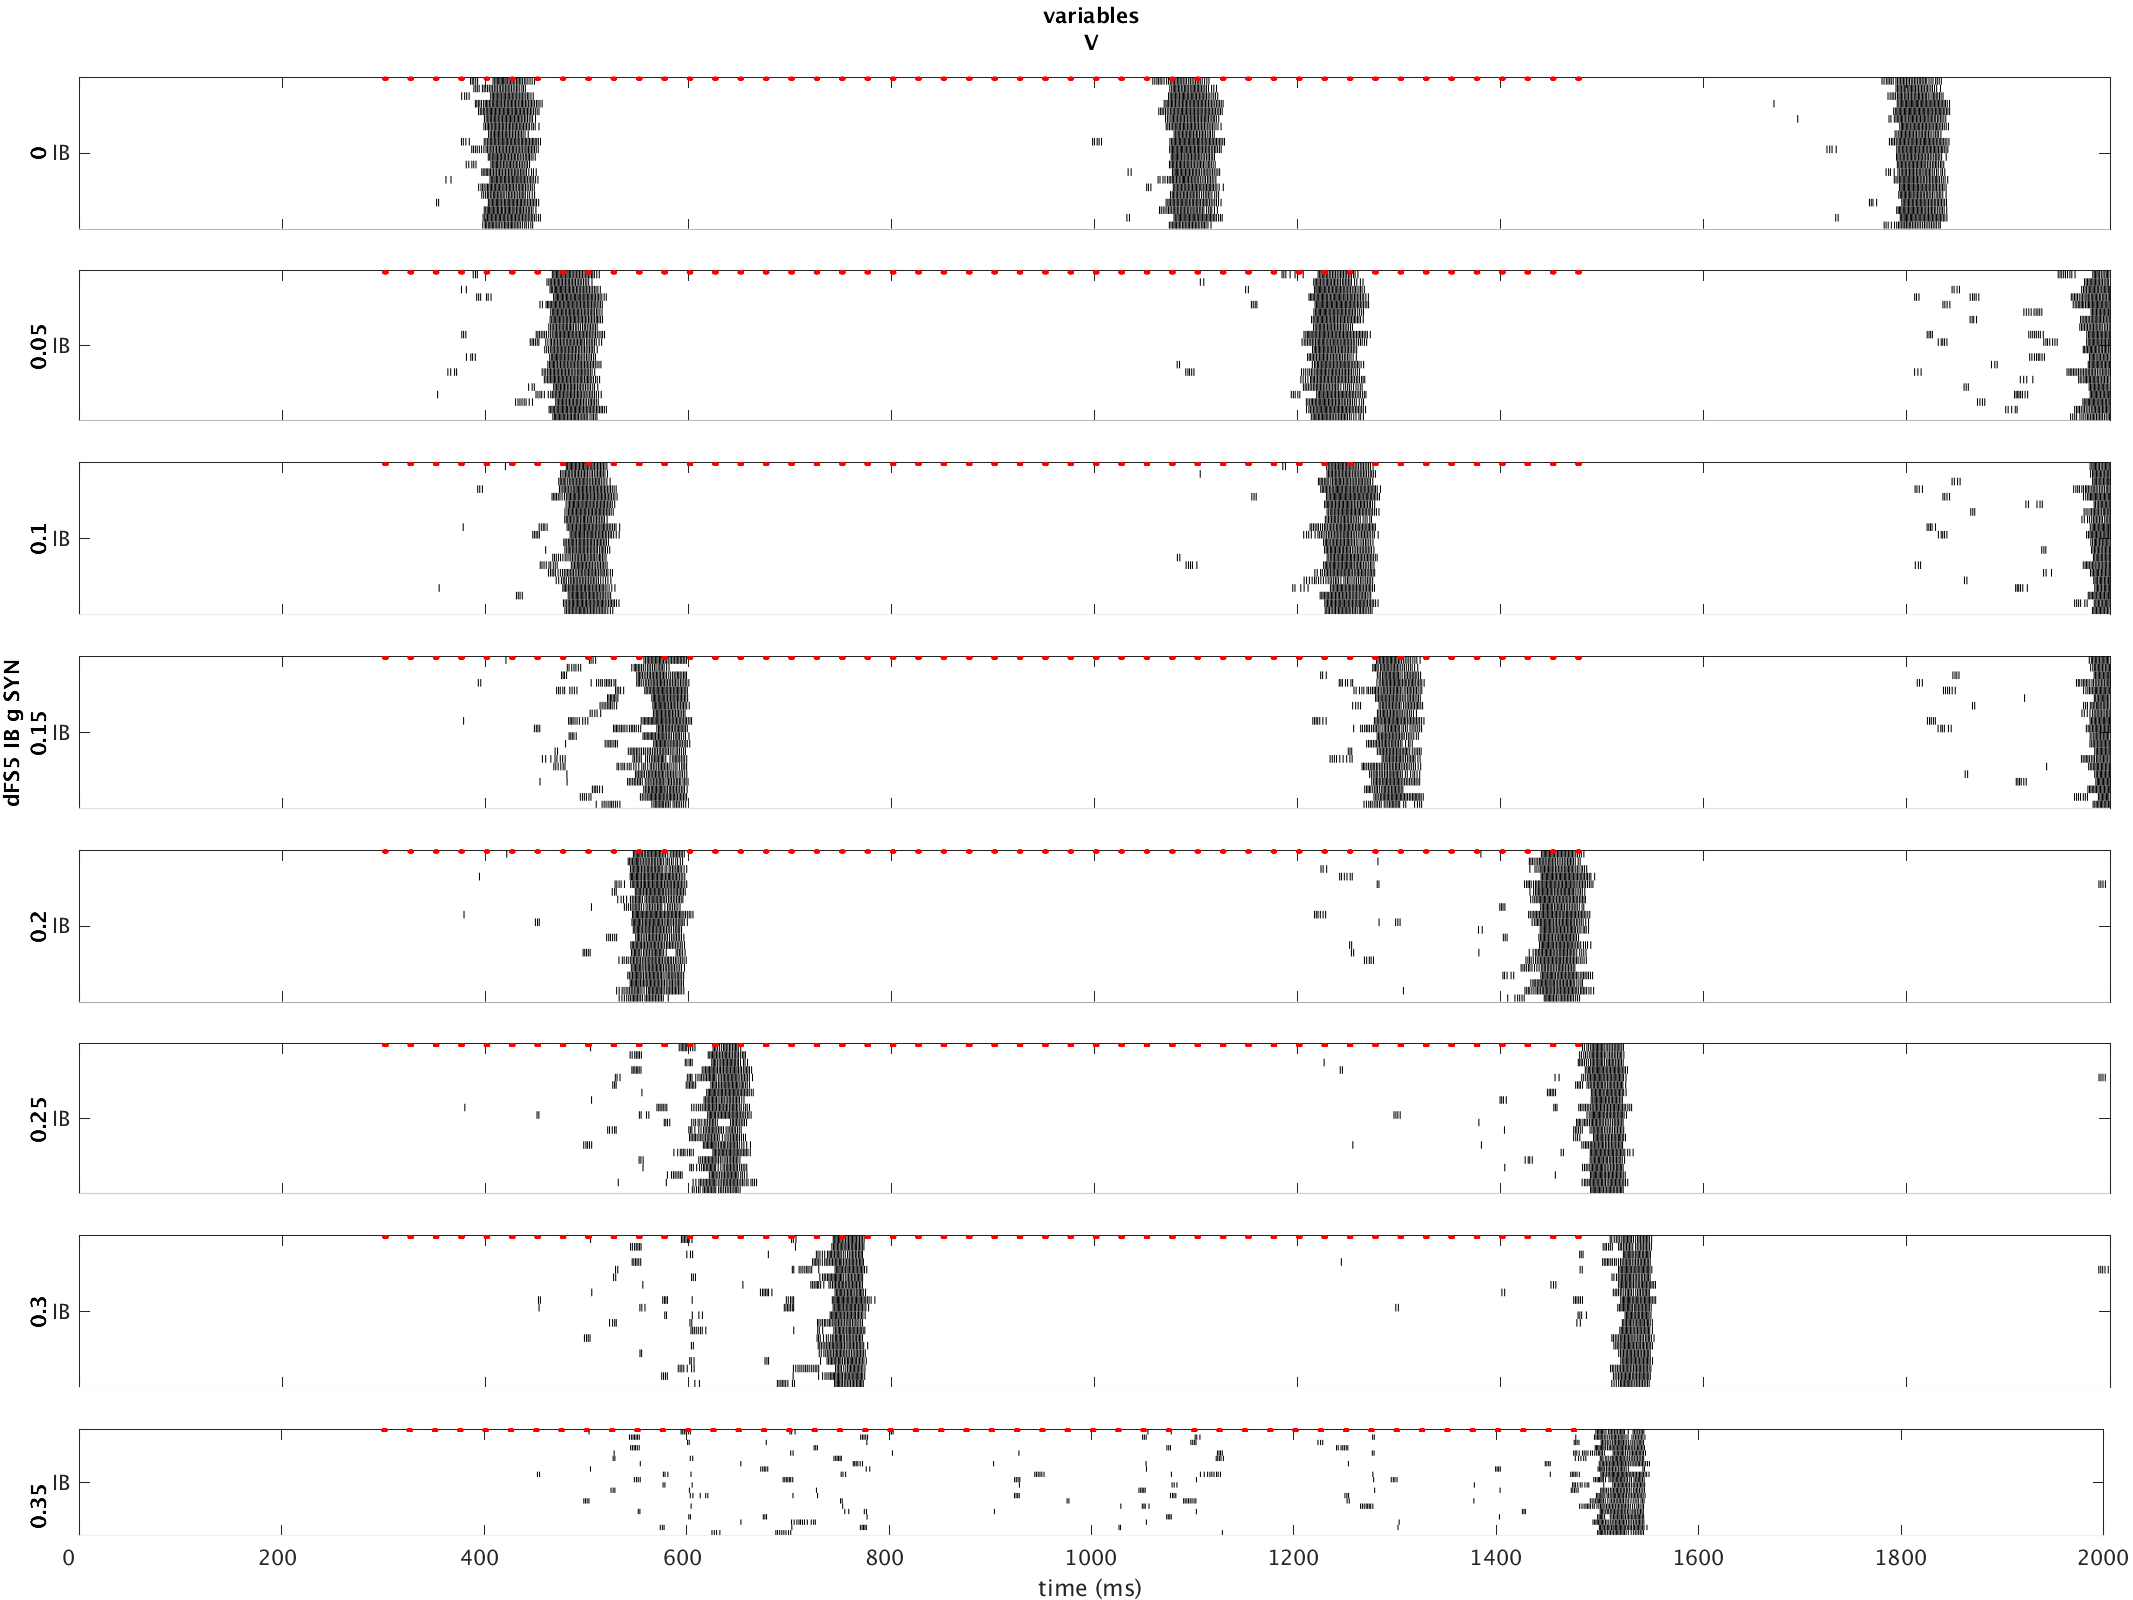 variables
V
dFS5 IB g SYN
0 IB
0.05 IB
0.1 IB
0.15 IB
0.2 IB
0.25 IB
0.3 IB
0.35 IB
0 200 400 600 800 1000 1200 1400 1600 1800 2000
time (ms)